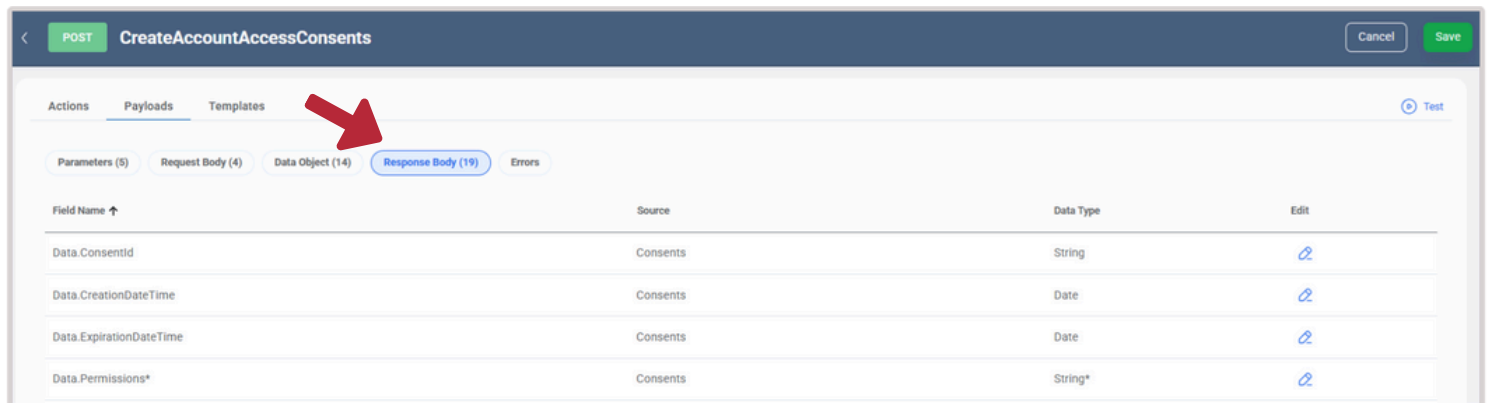 POST CreateAccountAccessConsents Cancel Save
Actions Payloads Templates Test
Parameters (5) Request Body (4) Data Object (14) Response Body (19) Errors
Field Name Source Data Type Edit
Data.ConsentId Consents String
Data.CreationDateTime Consents Date
Data.ExpirationDateTime Consents Date
Data.Permissions* Consents String*